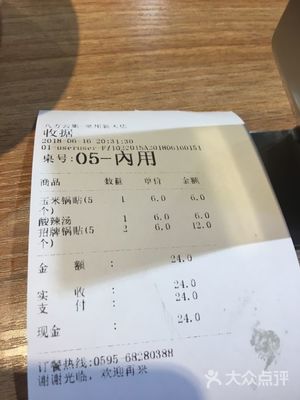 收据
2018-06-16 20:31:30
桌号:05-內用
商品 数量 单价 金额
玉米锅贴(5 1 6.0 6.0
个)
酸辣汤 1 6.0 6.0
招牌锅贴(5 2 6.0 12.0
个)
金 额 : 24.0
实 收 : 24.0
支 付 : 24.0
现金 : 24.0
订餐热线:0595-68280388
谢谢光临，欢迎再来
大众点评